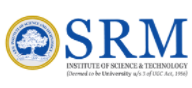 SRM
INSTITUTE OF SCIENCE & TECHNOLOGY
(Deemed to be University u/s 3 of UGC Act, 1956)